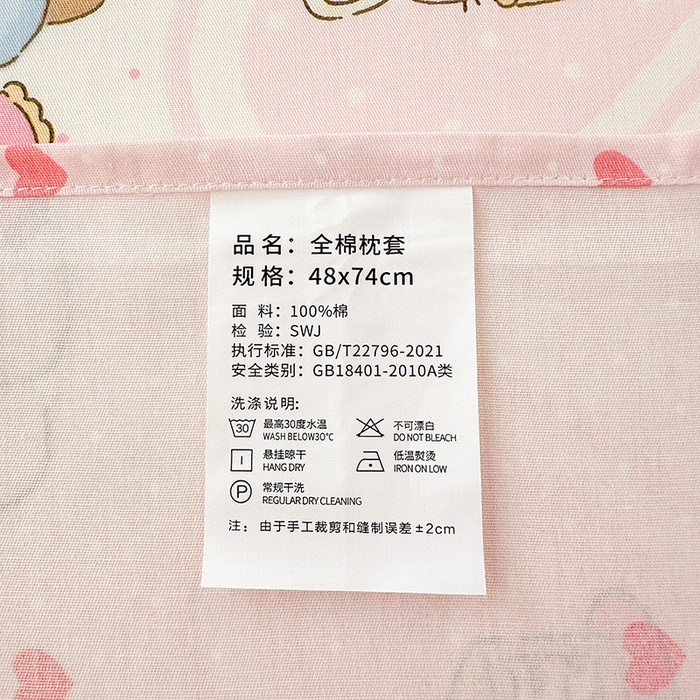 品名：全棉枕套
规格：48x74cm
面 料：100%棉
检 验：SWJ
执行标准：GB/T22796-2021
安全类别：GB18401-2010A类
洗涤说明：
30 最高30度水温 不可漂白
WASH BELOW30°C DO NOT BLEACH
悬挂晾干 低温熨烫
HANG DRY IRON ON LOW
P 常规干洗
REGULAR DRY CLEANING
注：由于手工裁剪和缝制误差±2cm